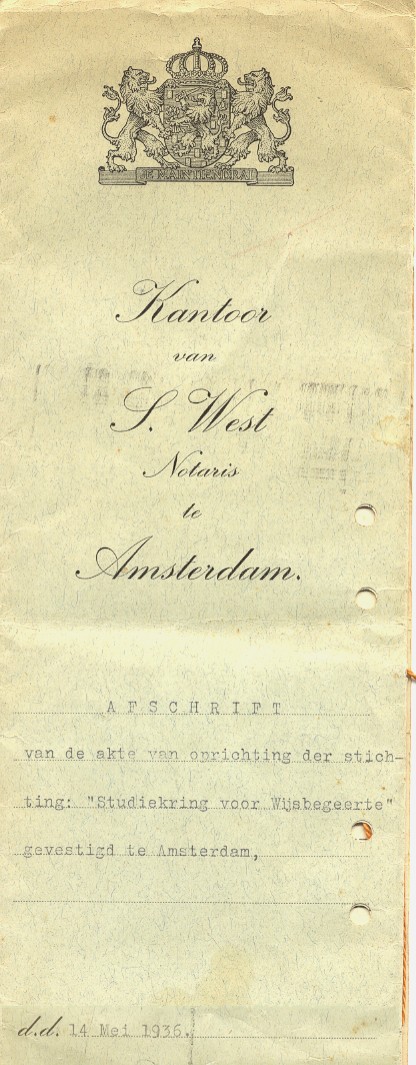 JE MAINTIENDRAI
Kantoor
van
S. West
Notaris
te
Amsterdam.
AFSCHRIFT
van de akte van oprichting der stich-
ting: "Studiekring voor Wijsbegeerte"
gevestigd te Amsterdam,
d.d. 14 Mei 1936.